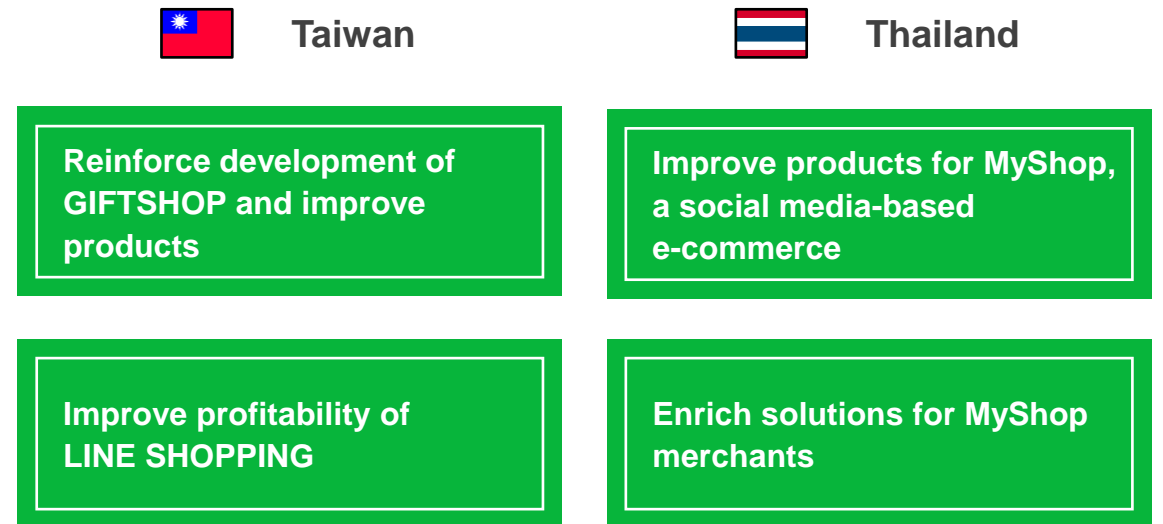 Taiwan
Thailand
Reinforce development of
GIFTSHOP and improve
products
Improve products for MyShop,
a social media-based
e-commerce
Improve profitability of
LINE SHOPPING
Enrich solutions for MyShop
merchants